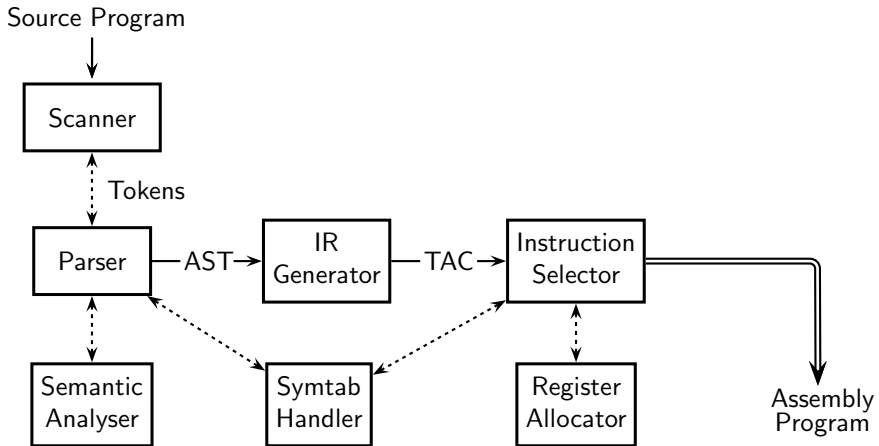 Source Program
Scanner
Tokens
Parser
AST
IR
Generator
TAC
Instruction
Selector
Semantic
Analyser
Symtab
Handler
Register
Allocator
Assembly
Program